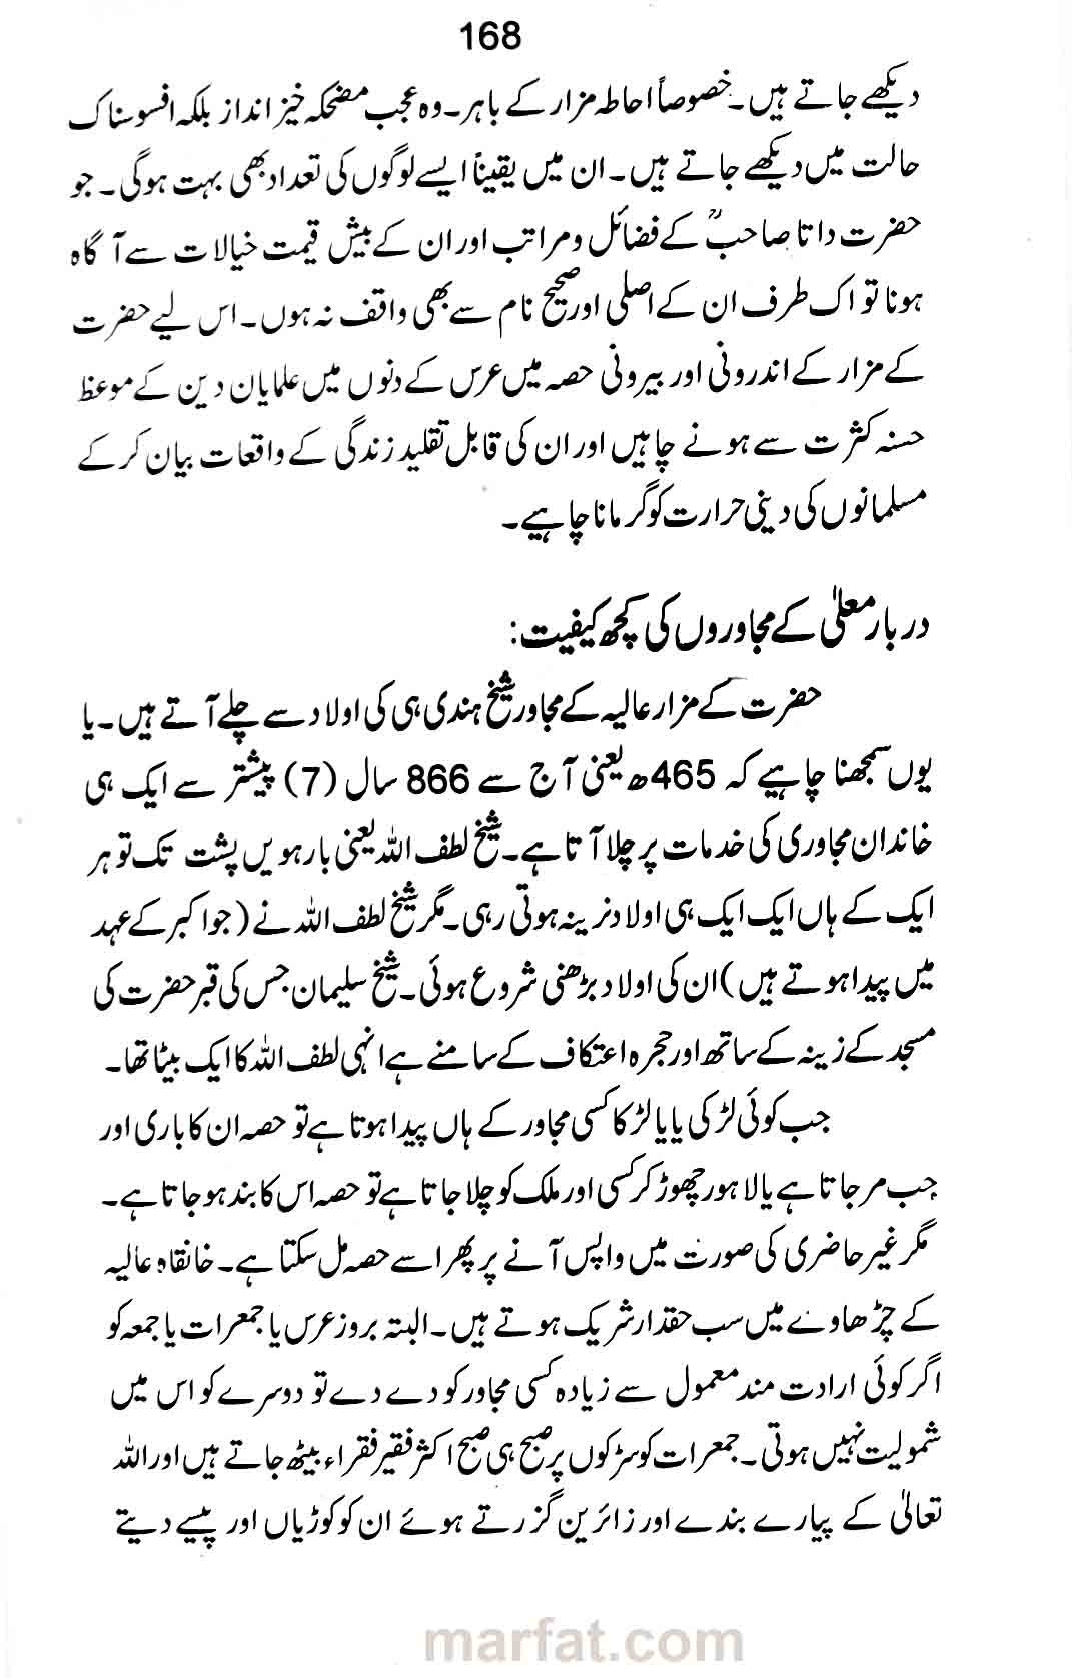 168
دیکھے جاتے ہیں۔ خصوصاً احاطہ مزار کے باہر۔ وہ عجب مضحکہ خیز انداز بلکہ افسوسناک
حالت میں دیکھے جاتے ہیں۔ ان میں یقیناً ایسے لوگوں کی تعداد بھی بہت ہوگی۔ جو
حضرت داتا صاحبؒ کے فضائل و مراتب اور ان کے بیش قیمت خیالات سے آگاہ
ہونا تو اک طرف ان کے اصلی اور صحیح نام سے بھی واقف نہ ہوں۔ اس لیے حضرت
کے مزار کے اندرونی اور بیرونی حصہ میں عرس کے دنوں میں علمایان دین کے موعظ
حسنہ کثرت سے ہونے چاہیں اور ان کی قابل تقلید زندگی کے واقعات بیان کر کے
مسلمانوں کی دینی حرارت کو گرمانا چاہیے۔
دربار معلیٰ کے مجاوروں کی کچھ کیفیت:
حضرت کے مزار عالیہ کے مجاور شیخ ہندی ہی کی اولاد سے چلے آتے ہیں۔ یا
یوں سمجھنا چاہیے کہ 465ھ یعنی آج سے 866 سال (7) پیشتر سے ایک ہی
خاندان مجاوری کی خدمات پر چلا آتا ہے۔ شیخ لطف اللہ یعنی بارہویں پشت تک تو ہر
ایک کے ہاں ایک ایک ہی اولاد نرینہ ہوتی رہی۔ مگر شیخ لطف اللہ نے (جو اکبر کے عہد
میں پیدا ہوتے ہیں) ان کی اولاد بڑھنی شروع ہوئی۔ شیخ سلیمان جس کی قبر حضرت کی
مسجد کے زینہ کے ساتھ اور حجرہ اعتکاف کے سامنے ہے انہی لطف اللہ کا ایک بیٹا تھا۔
جب کوئی لڑکی یا یا لڑکا کسی مجاور کے ہاں پیدا ہوتا ہے تو حصہ ان کا باری اور
جب مر جاتا ہے یا لاہور چھوڑ کر کسی اور ملک کو چلا جاتا ہے تو حصہ اس کا بند ہو جاتا ہے۔
مگر غیر حاضری کی صورت میں واپس آنے پر پھر اسے حصہ مل سکتا ہے۔ خانقاہ عالیہ
کے چڑھاوے میں سب حقدار شریک ہوتے ہیں۔ البتہ بروز عرس یا جمعرات یا جمعہ کو
اگر کوئی ارادت مند معمول سے زیادہ کسی مجاور کو دے دے تو دوسرے کو اس میں
شمولیت نہیں ہوتی۔ جمعرات کو سڑکوں پر صبح ہی صبح اکثر فقیر فقراء بیٹھ جاتے ہیں اور اللہ
تعالیٰ کے پیارے بندے اور زائرین گزرتے ہوئے ان کو کوڑیاں اور پیسے دیتے
marfat.com